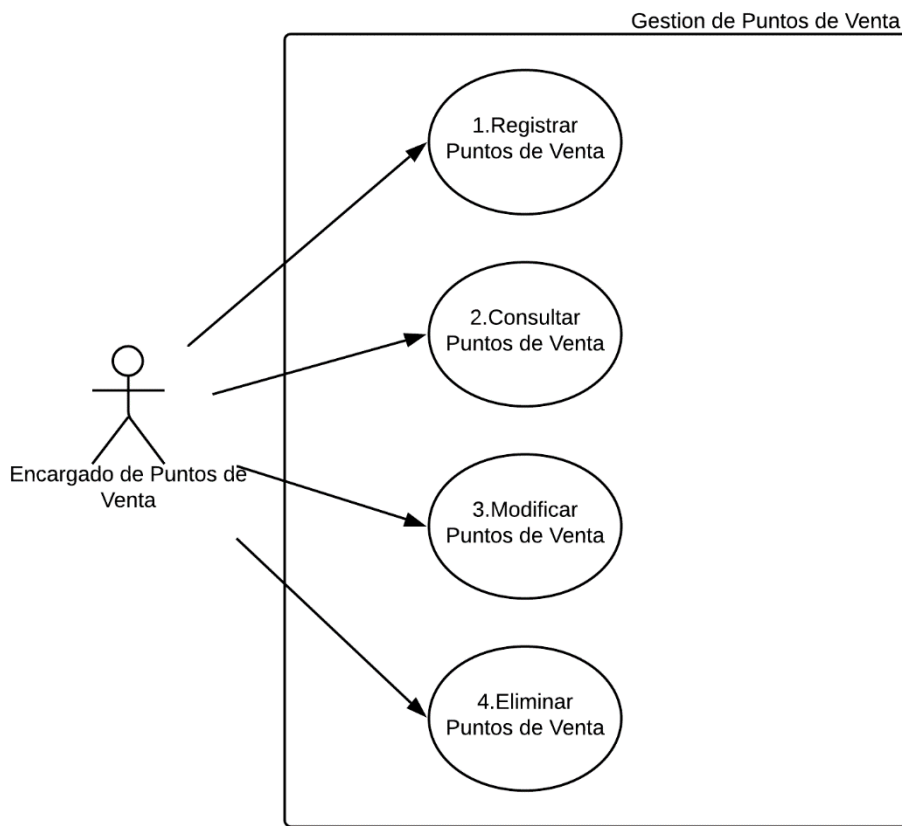 Gestion de Puntos de Venta
1.Registrar
Puntos de Venta
2.Consultar
Puntos de Venta
Encargado de Puntos de
Venta
3.Modificar
Puntos de Venta
4.Eliminar
Puntos de Venta